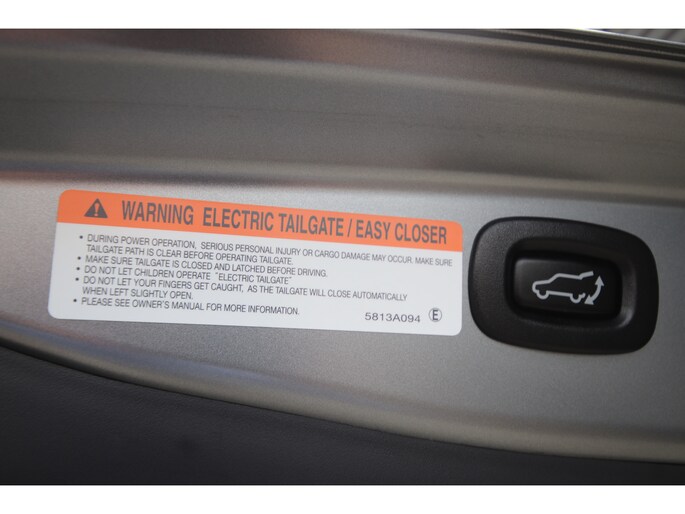 WARNING ELECTRIC TAILGATE / EASY CLOSER
• DURING POWER OPERATION, SERIOUS PERSONAL INJURY OR CARGO DAMAGE MAY OCCUR. MAKE SURE
TAILGATE PATH IS CLEAR BEFORE OPERATING TAILGATE.
• MAKE SURE TAILGATE IS CLOSED AND LATCHED BEFORE DRIVING.
• DO NOT LET CHILDREN OPERATE "ELECTRIC TAILGATE"
• DO NOT LET YOUR FINGERS GET CAUGHT, AS THE TAILGATE WILL CLOSE AUTOMATICALLY
WHEN LEFT SLIGHTLY OPEN.
• PLEASE SEE OWNER'S MANUAL FOR MORE INFORMATION.
5813A094 Ⓔ